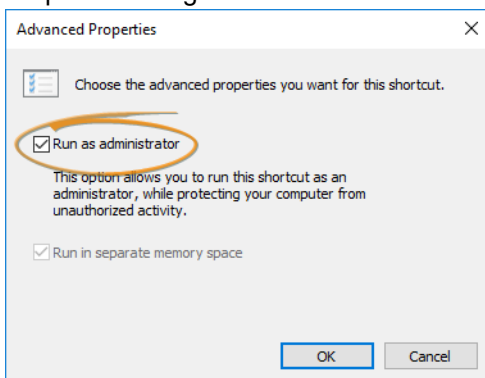 Advanced Properties
Choose the advanced properties you want for this shortcut.
Run as administrator
This option allows you to run this shortcut as an
administrator, while protecting your computer from
unauthorized activity.
Run in separate memory space
OK
Cancel